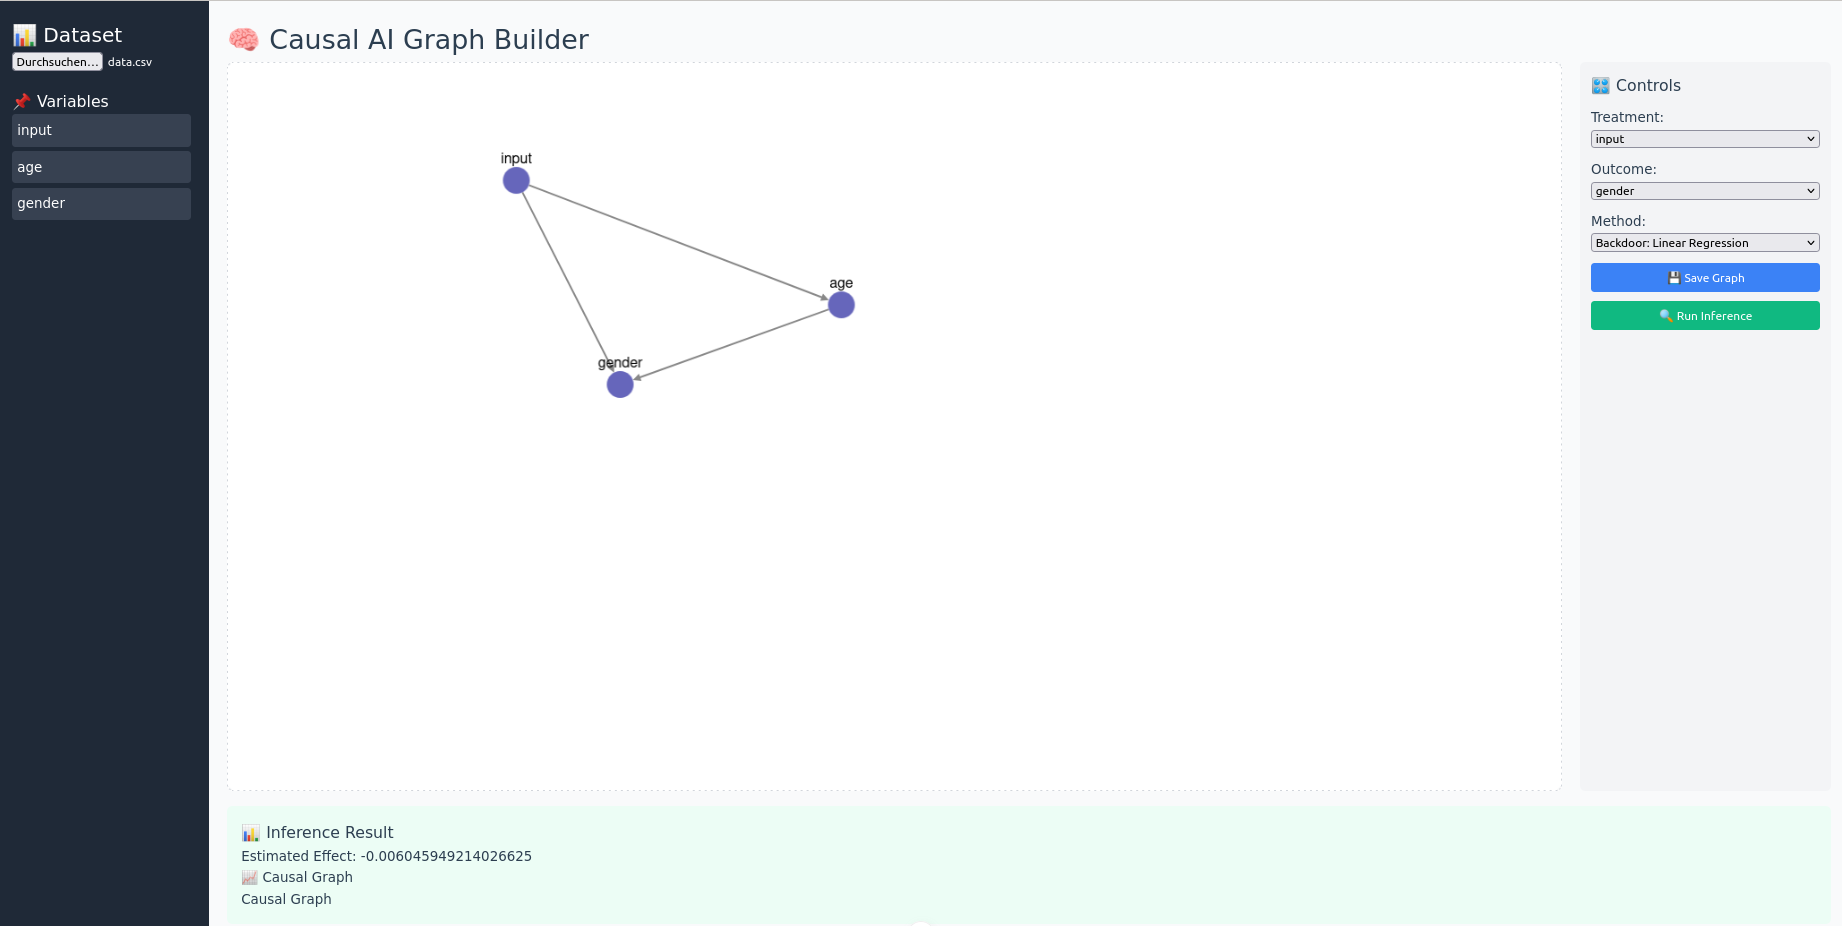 Dataset
Durchsuchen... data.csv
Variables
input
age
gender
Causal AI Graph Builder
input
age
gender
Controls
Treatment:
input
Outcome:
gender
Method:
Backdoor: Linear Regression
Save Graph
Run Inference
Inference Result
Estimated Effect: -0.006045949214026625
Causal Graph
Causal Graph